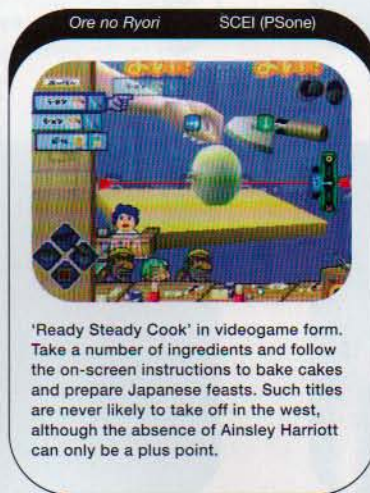 Ore no Ryori SCEI (PSone)
'Ready Steady Cook' in videogame form.
Take a number of ingredients and follow
the on-screen instructions to bake cakes
and prepare Japanese feasts. Such titles
are never likely to take off in the west,
although the absence of Ainsley Harriott
can only be a plus point.